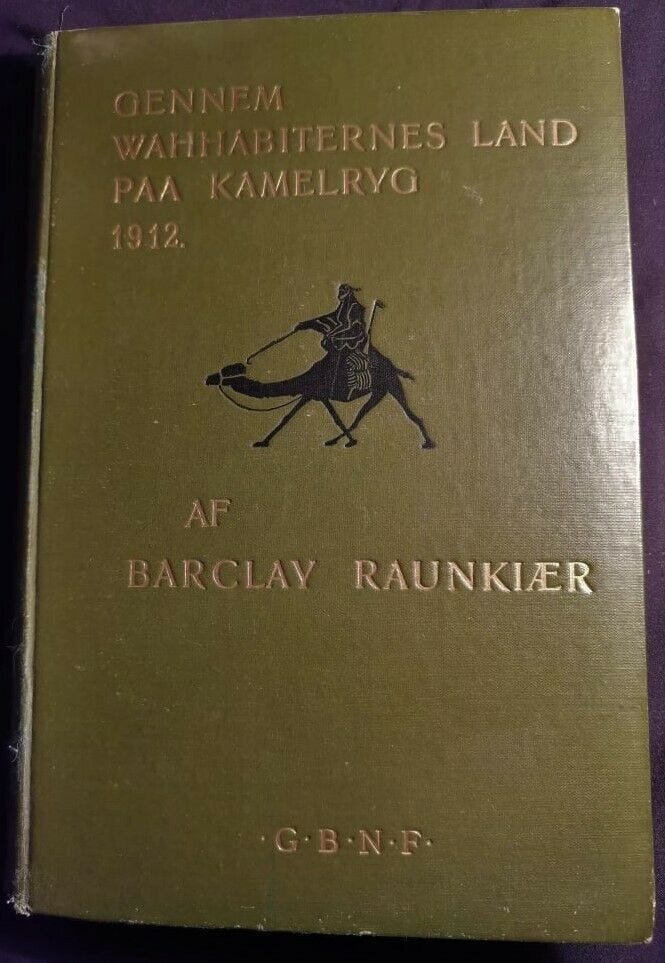 GENNEM
WAHHABITERNES LAND
PAA KAMELRYG
1912.
AF
BARCLAY RAUNKIÆR
·G·B·N·F·